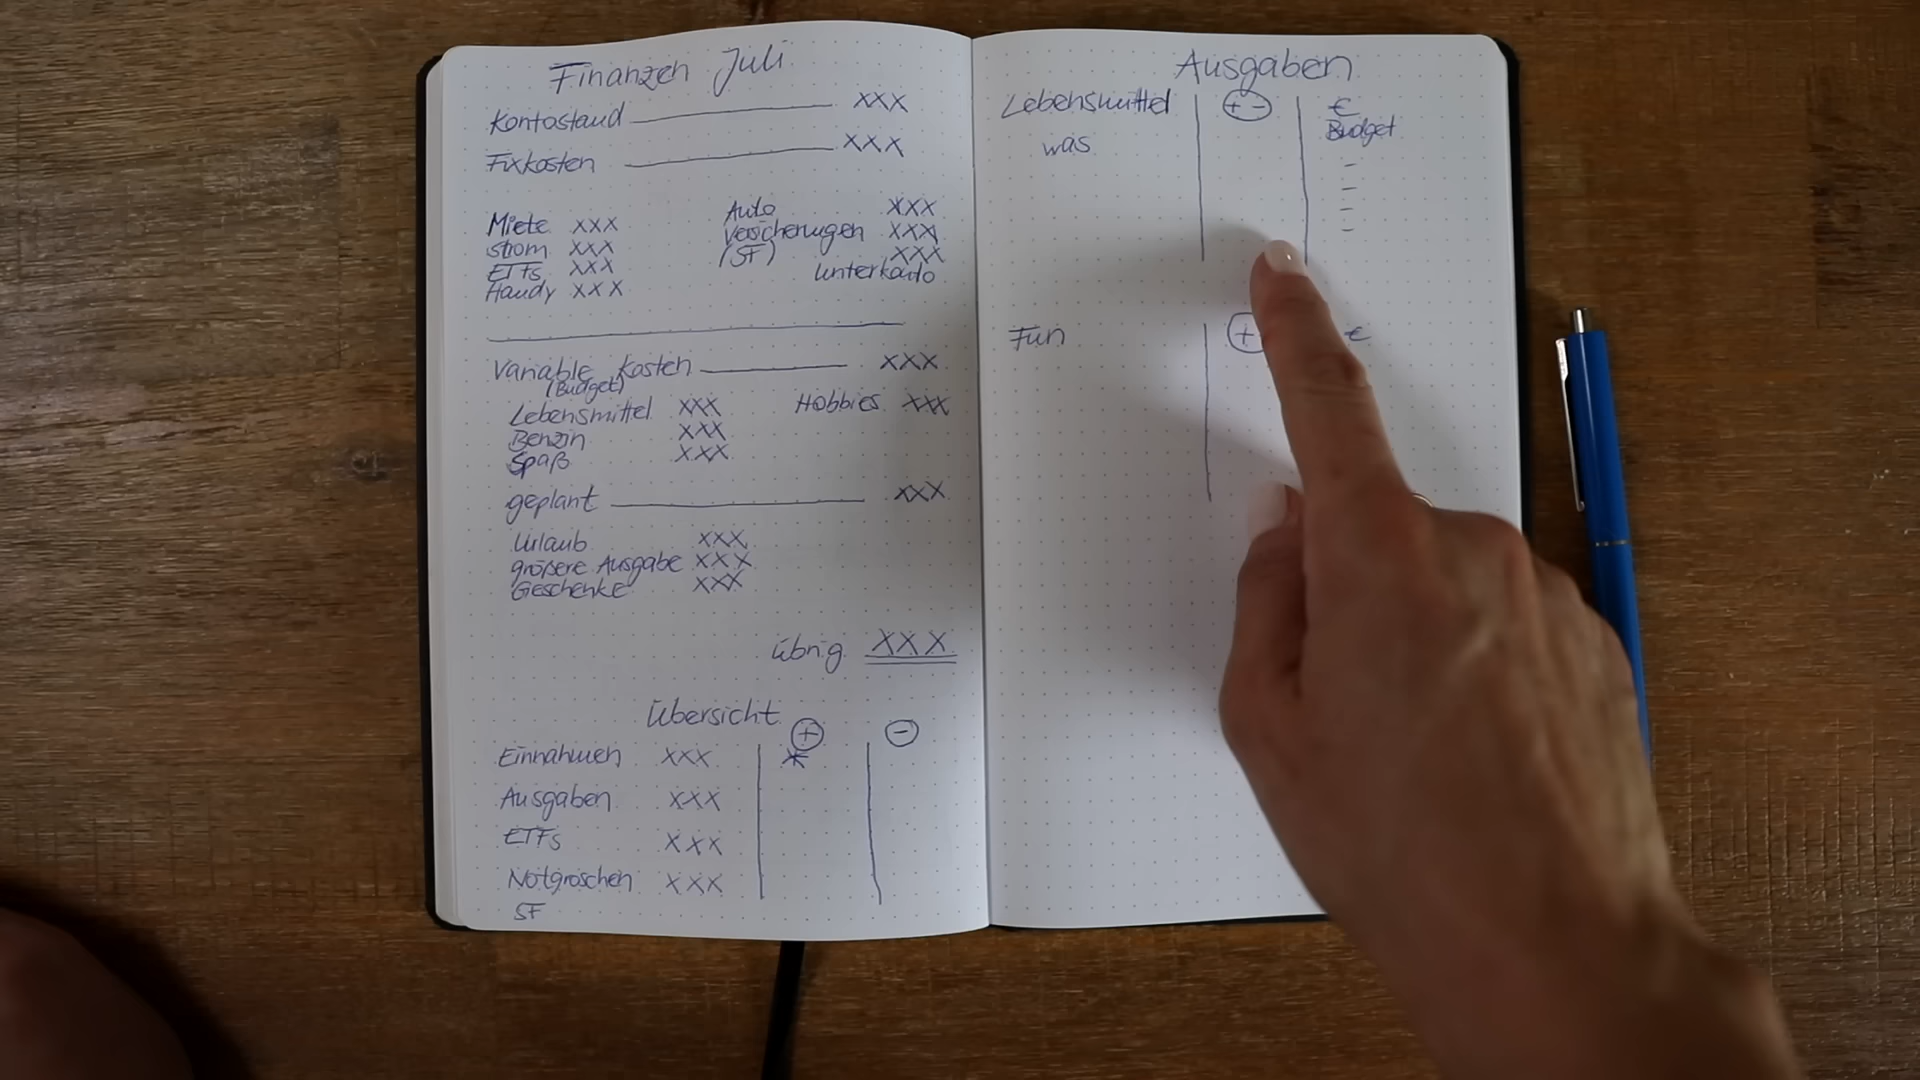 Finanzen Juli
Kontostand XXX
Fixkosten XXX
Miete XXX
Strom XXX
ETFs XXX
Handy XXX
Auto XXX
Versicherungen XXX
(SF) XXX
Unterkonto
Variable Kosten XXX
(Budget)
Lebensmittel XXX
Benzin XXX
Spaß XXX
Hobbies XXX
geplant XXX
Urlaub XXX
größere Ausgabe XXX
Geschenke XXX
übrig XXX
Übersicht
+ -
Einnahmen XXX
Ausgaben XXX
ETFs XXX
Notgroschen XXX
SF
Ausgaben
Lebensmittel + - €
Budget
was
-
-
-
-
Fun + €